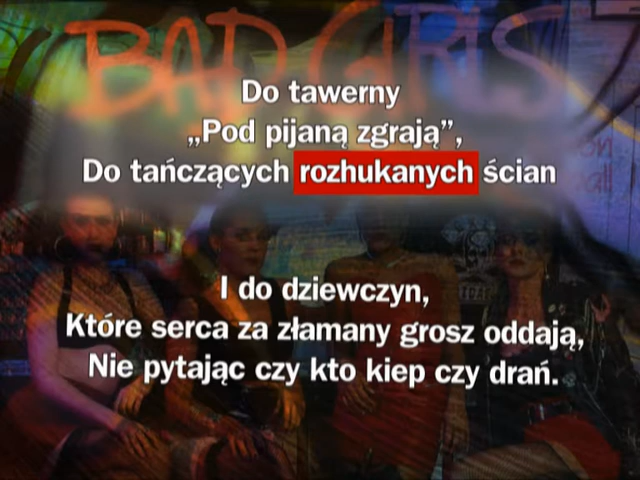 BAD GIRLS
Do tawerny
„Pod pijaną zgrają”,
Do tańczących rozhukanych ścian
I do dziewczyn,
Które serca za złamany grosz oddają,
Nie pytając czy kto kiep czy drań.